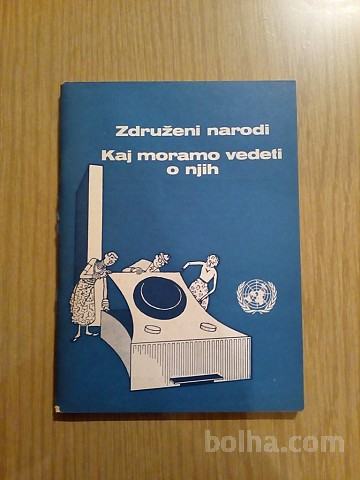 Združeni narodi
Kaj moramo vedeti
o njih
bolha.com